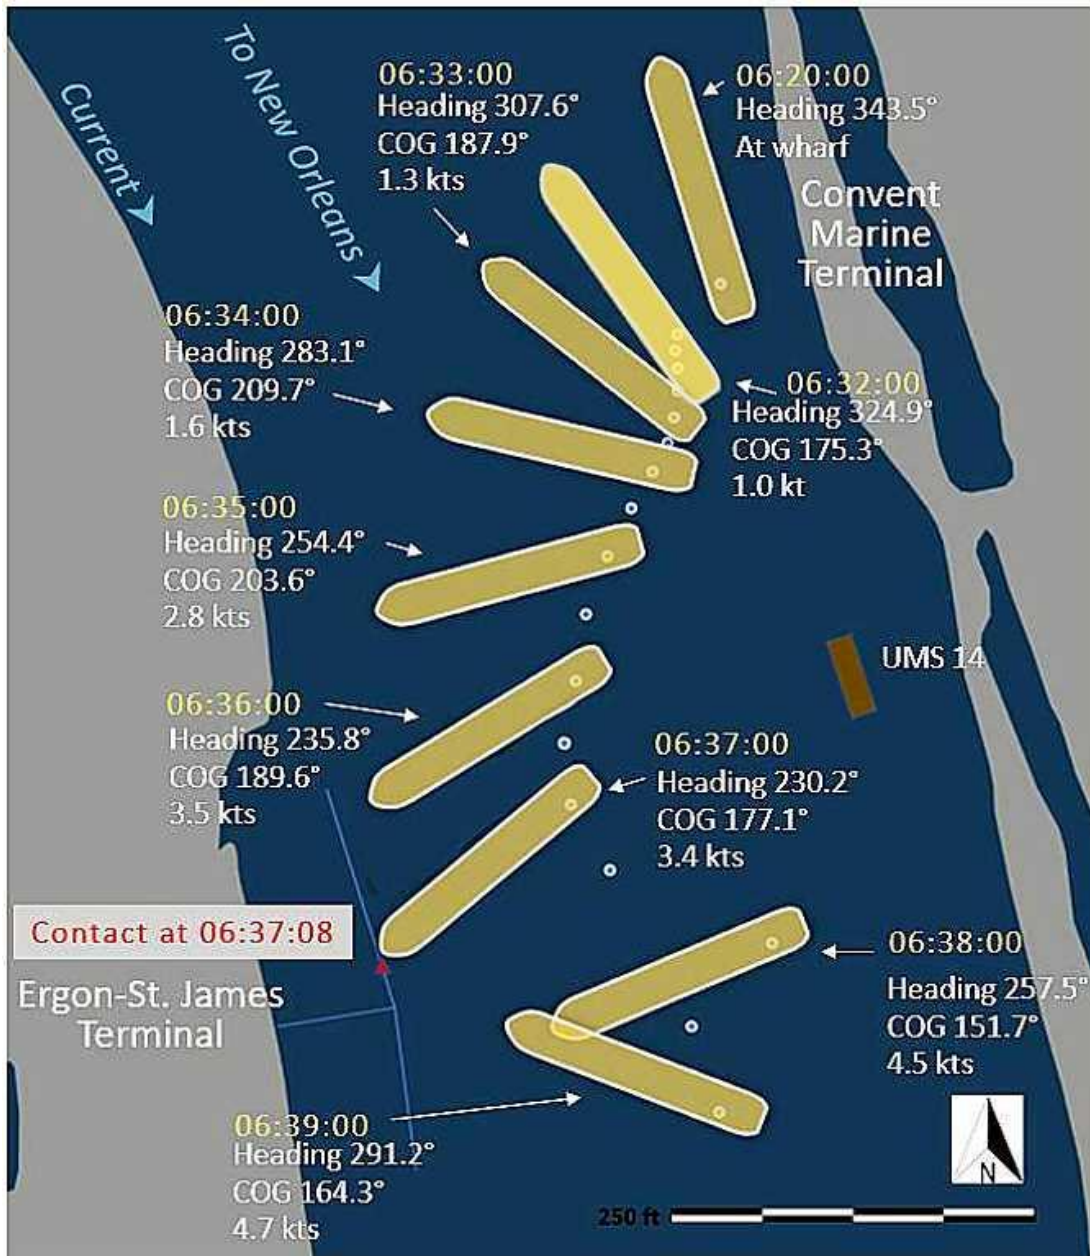 06:33:00
Heading 307.6°
COG 187.9°
1.3 kts
06:20:00
Heading 343.5°
At wharf
To New Orleans
Current
Convent
Marine
Terminal
06:34:00
Heading 283.1°
COG 209.7°
1.6 kts
06:32:00
Heading 324.9°
COG 175.3°
1.0 kt
06:35:00
Heading 254.4°
COG 203.6°
2.8 kts
UMS 14
06:36:00
Heading 235.8°
COG 189.6°
3.5 kts
06:37:00
Heading 230.2°
COG 177.1°
3.4 kts
Contact at 06:37:08
Ergon-St. James
Terminal
06:38:00
Heading 257.5°
COG 151.7°
4.5 kts
06:39:00
Heading 291.2°
COG 164.3°
4.7 kts
N
250 ft